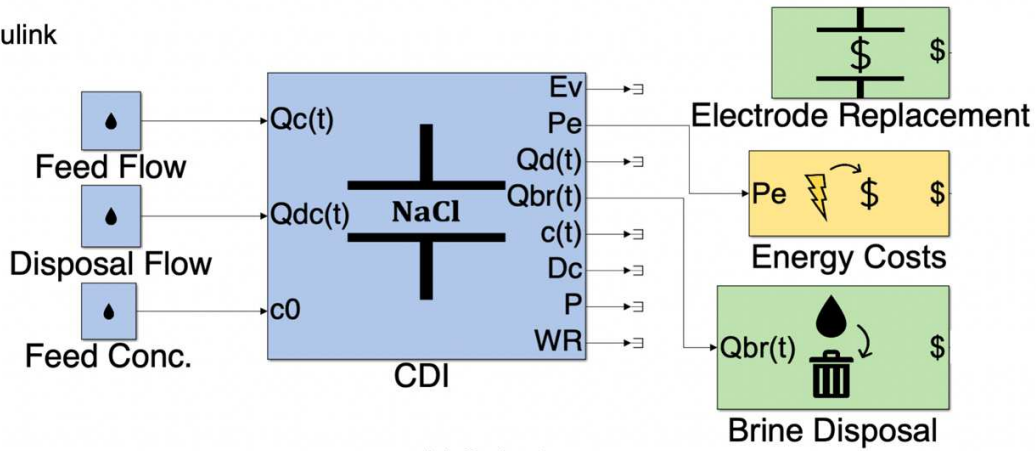 ulink
Feed Flow
Disposal Flow
Feed Conc.
Qc(t)
Qdc(t)
c0
NaCl
Ev
Pe
Qd(t)
Qbr(t)
c(t)
Dc
P
WR
CDI
$ $
Electrode Replacement
Pe $ $
Energy Costs
Qbr(t) $
Brine Disposal